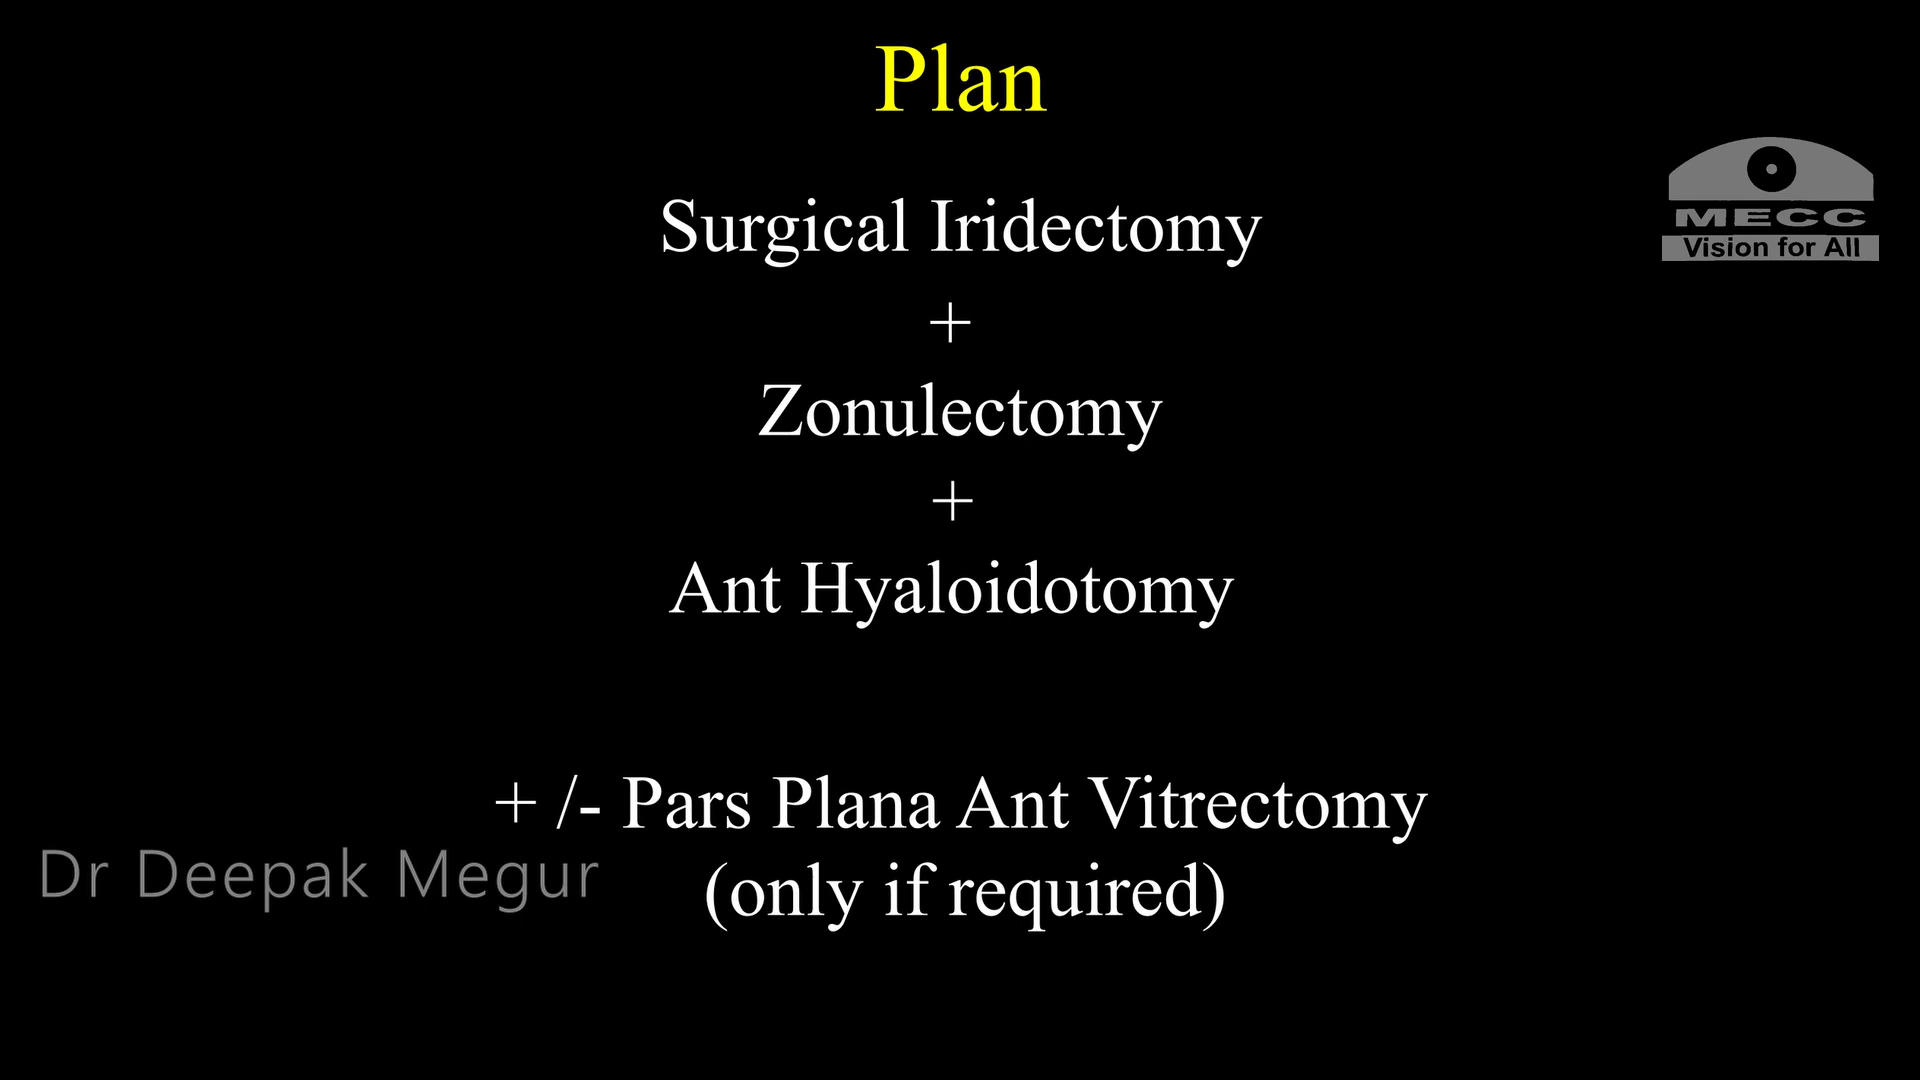 Plan
MECC
Vision for All
Surgical Iridectomy
+
Zonulectomy
+
Ant Hyaloidotomy
+ /- Pars Plana Ant Vitrectomy
Dr Deepak Megur
(only if required)